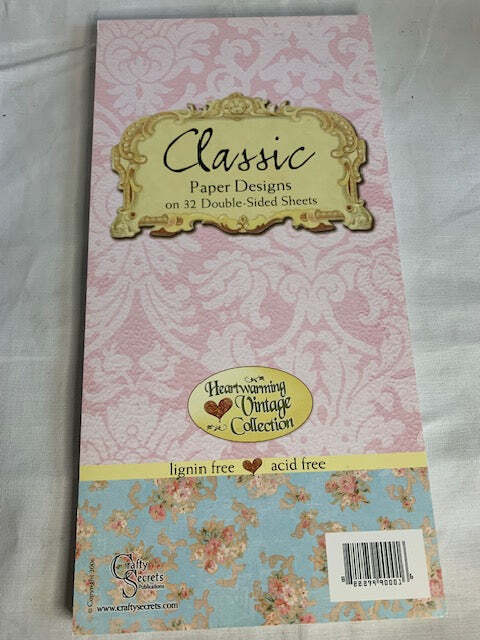 Classic
Paper Designs
on 32 Double-Sided Sheets
Heartwarming
Vintage
Collection
lignin free acid free
Crafty
Secrets
Publications
www.craftysecrets.com